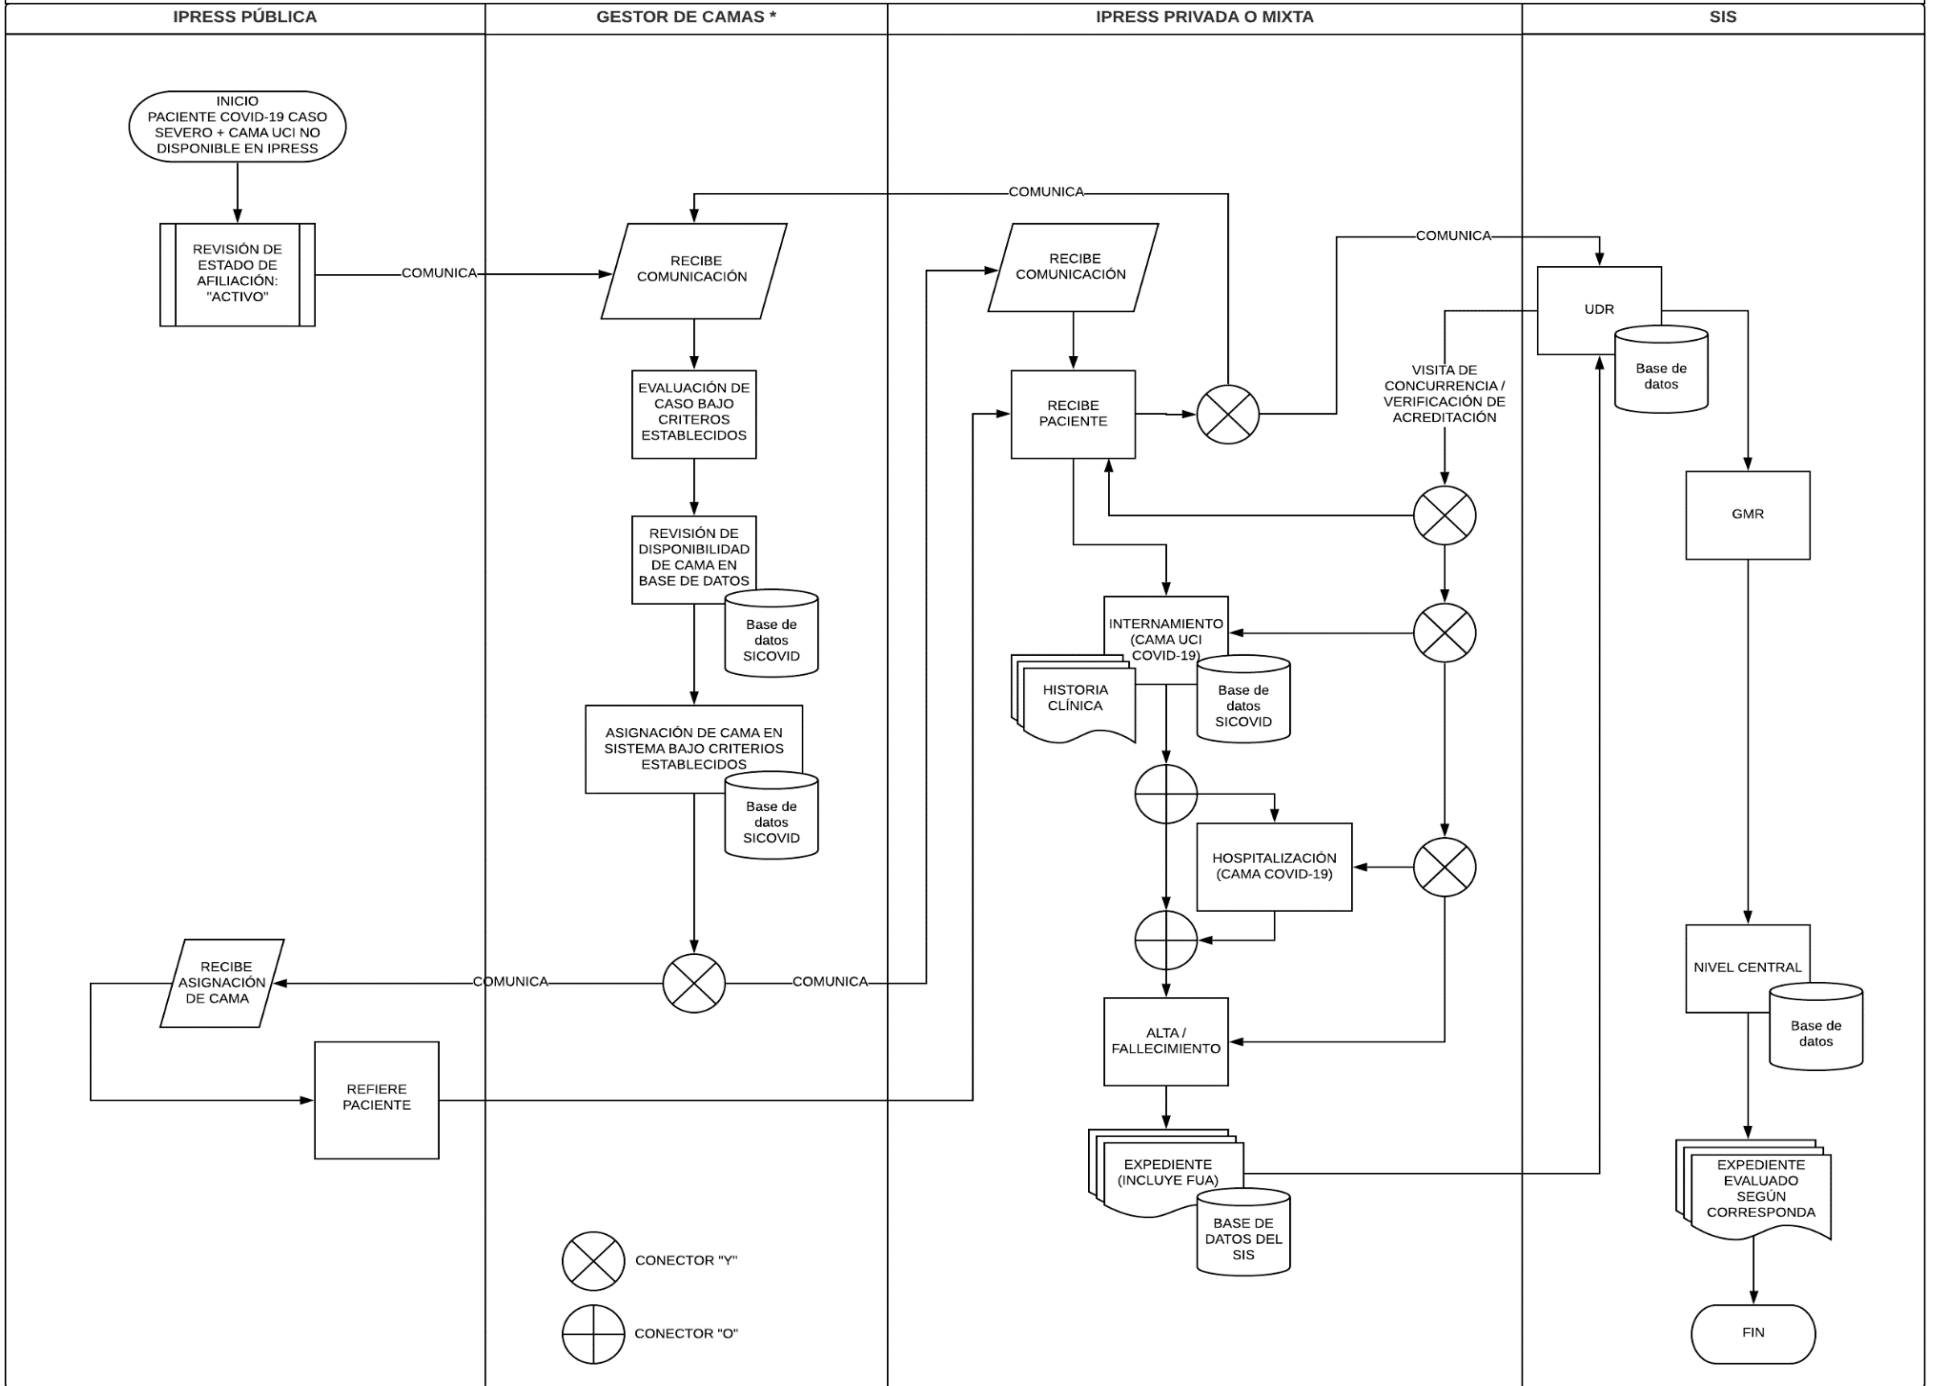 IPRESS PÚBLICA
GESTOR DE CAMAS *
IPRESS PRIVADA O MIXTA
SIS
INICIO
PACIENTE COVID-19 CASO
SEVERO + CAMA UCI NO
DISPONIBLE EN IPRESS
REVISIÓN DE
ESTADO DE
AFILIACIÓN:
"ACTIVO"
COMUNICA
RECIBE
COMUNICACIÓN
EVALUACIÓN DE
CASO BAJO
CRITEROS
ESTABLECIDOS
REVISIÓN DE
DISPONIBILIDAD
DE CAMA EN
BASE DE DATOS
Base de
datos
SICOVID
ASIGNACIÓN DE CAMA EN
SISTEMA BAJO CRITERIOS
ESTABLECIDOS
Base de
datos
SICOVID
COMUNICA
COMUNICA
RECIBE
ASIGNACIÓN
DE CAMA
REFIERE
PACIENTE
COMUNICA
RECIBE
COMUNICACIÓN
RECIBE
PACIENTE
COMUNICA
VISITA DE
CONCURRENCIA /
VERIFICACIÓN DE
ACREDITACIÓN
INTERNAMIENTO
(CAMA UCI
COVID-19)
HISTORIA
CLÍNICA
Base de
datos
SICOVID
HOSPITALIZACIÓN
(CAMA COVID-19)
ALTA /
FALLECIMIENTO
EXPEDIENTE
(INCLUYE FUA)
BASE DE
DATOS DEL
SIS
UDR
Base de
datos
GMR
NIVEL CENTRAL
Base de
datos
EXPEDIENTE
EVALUADO
SEGÚN
CORRESPONDA
FIN
CONECTOR "Y"
CONECTOR "O"